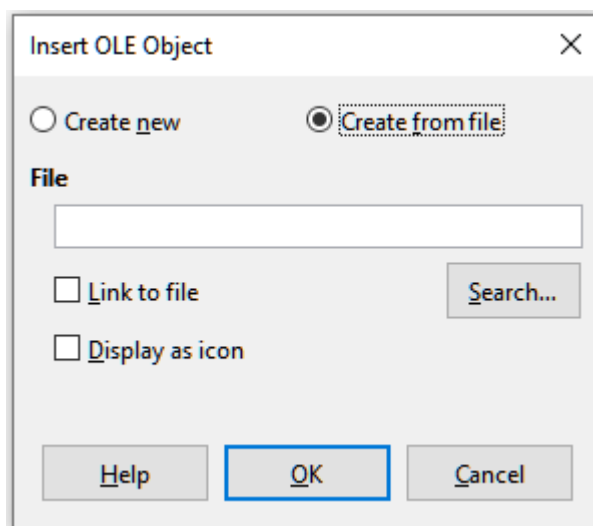 Insert OLE Object
Create new
Create from file
File
Link to file
Search...
Display as icon
Help
OK
Cancel